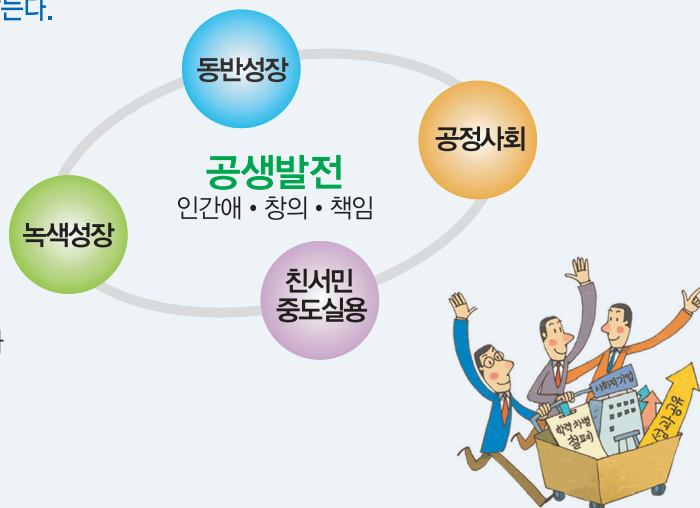 는다.
동반성장
공정사회
공생발전
인간애 • 창의 • 책임
녹색성장
친서민
중도실용
사회적기업
학력차별
철폐
성과공유